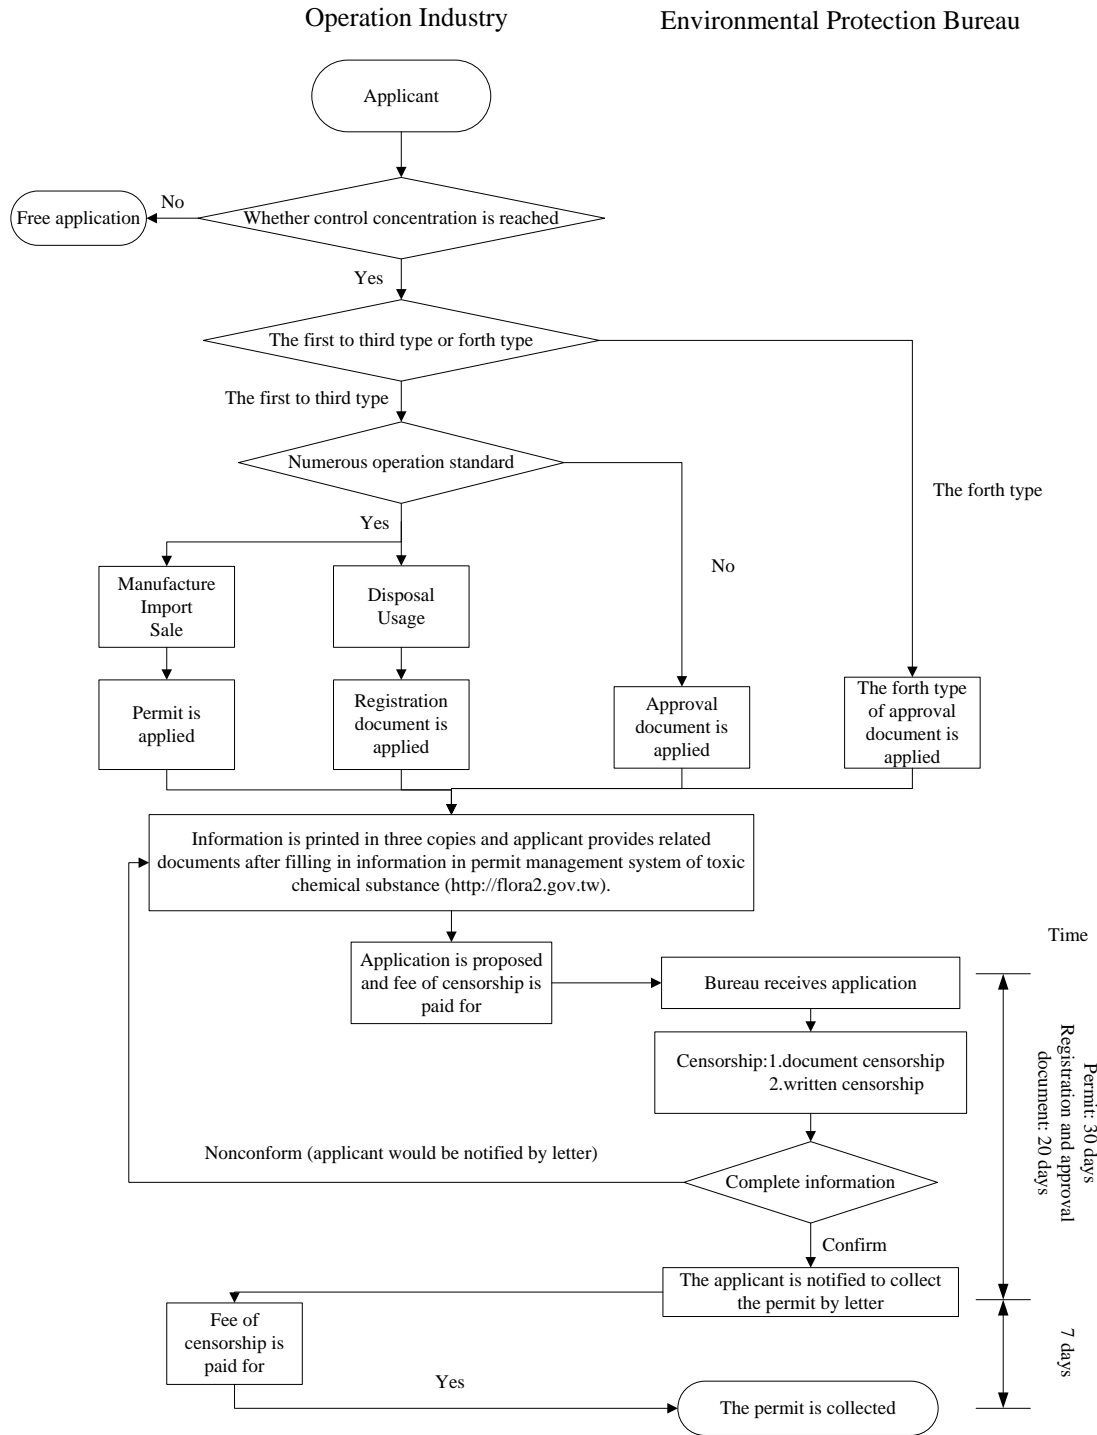 Operation Industry
Environmental Protection Bureau
Applicant
No
Free application
Whether control concentration is reached
Yes
The first to third type or forth type
The first to third type
Numerous operation standard
The forth type
Yes
No
Manufacture
Import
Sale
Disposal
Usage
Permit is
applied
Registration
document is
applied
Approval
document is
applied
The forth type
of approval
document is
applied
Information is printed in three copies and applicant provides related
documents after filling in information in permit management system of toxic
chemical substance (http://flora2.gov.tw).
Time
Application is proposed
and fee of censorship is
paid for
Bureau receives application
Censorship:1.document censorship
2.written censorship
Permit: 30 days
Registration and approval
document: 20 days
Nonconform (applicant would be notified by letter)
Complete information
Confirm
The applicant is notified to collect
the permit by letter
Fee of
censorship is
paid for
7 days
Yes
The permit is collected